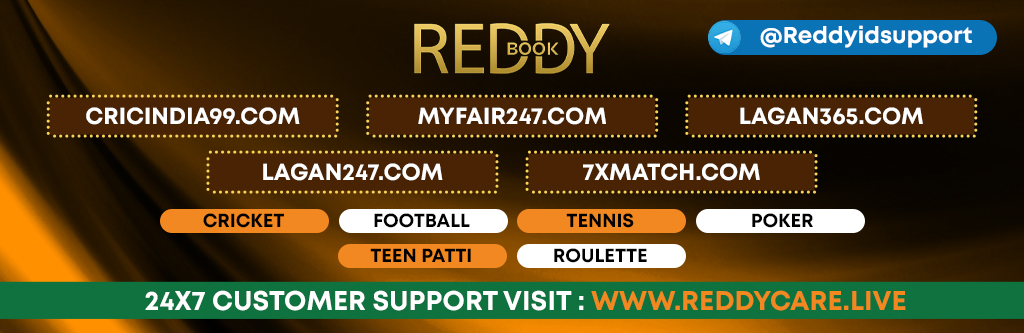 REDDY BOOK
@Reddyidsupport
CRICINDIA99.COM
MYFAIR247.COM
LAGAN365.COM
LAGAN247.COM
7XMATCH.COM
CRICKET
FOOTBALL
TENNIS
POKER
TEEN PATTI
ROULETTE
24X7 CUSTOMER SUPPORT VISIT : WWW.REDDYCARE.LIVE